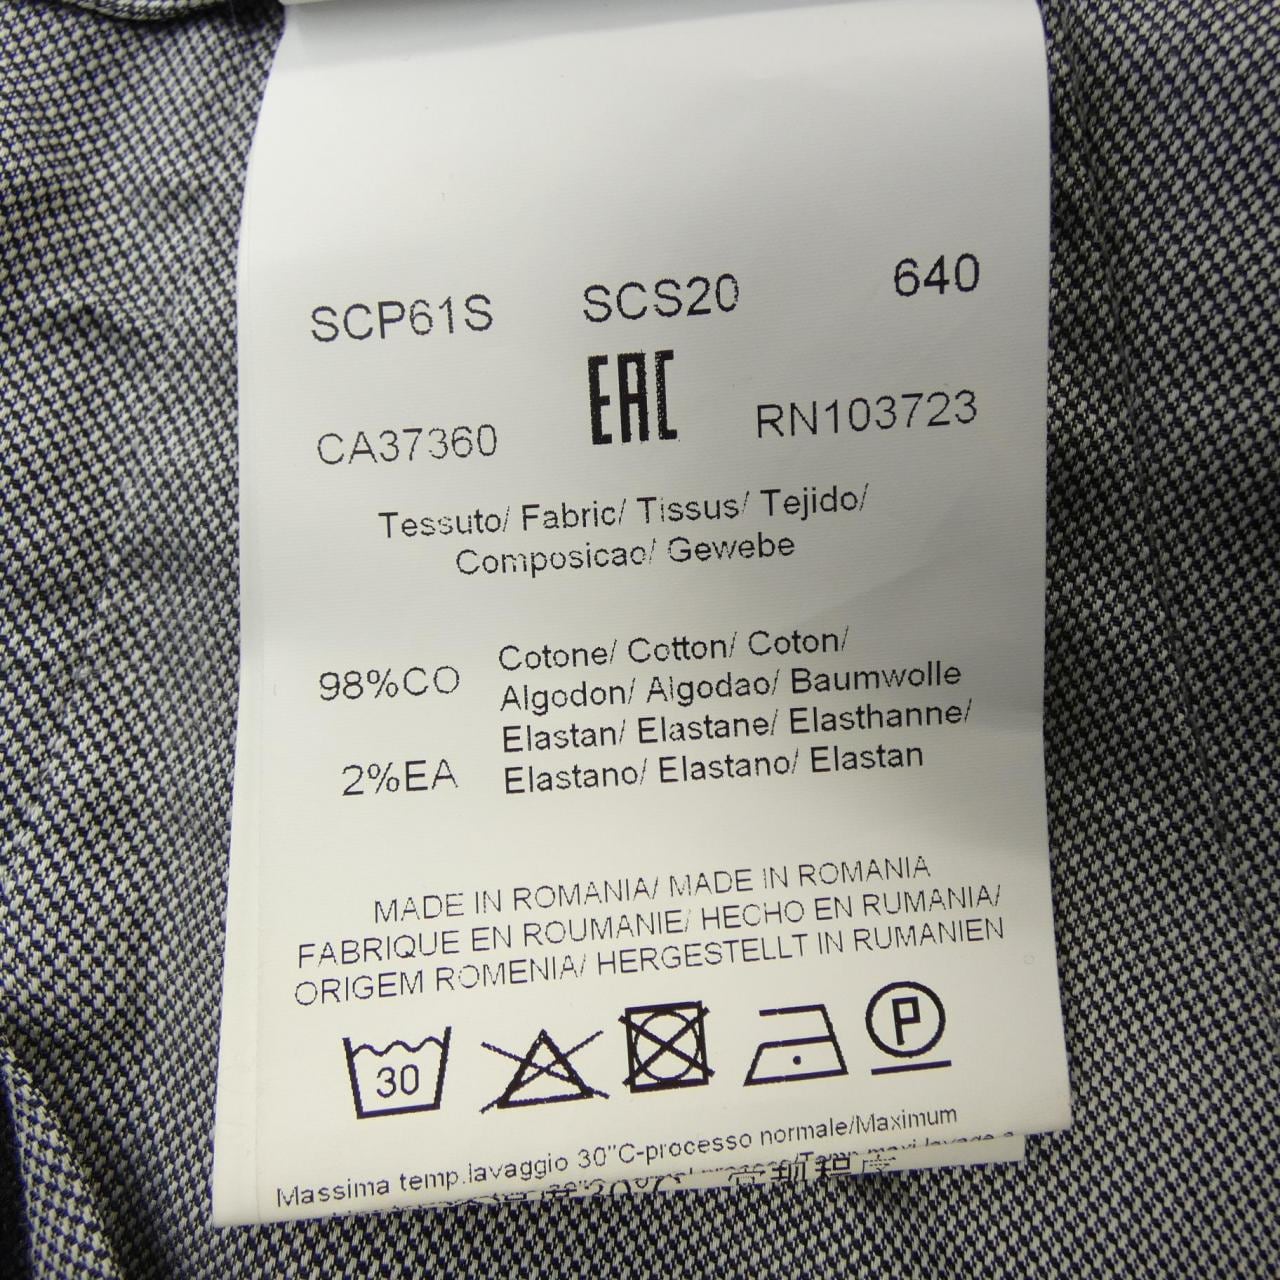 SCP61S SCS20 640
EAC
CA37360 RN103723
Tessuto/ Fabric/ Tissus/ Tejido/
Composicao/ Gewebe
98%CO Cotone/ Cotton/ Coton/
Algodon/ Algodao/ Baumwolle
2%EA Elastan/ Elastane/ Elasthanne/
Elastano/ Elastano/ Elastan
MADE IN ROMANIA/ MADE IN ROMANIA
FABRIQUE EN ROUMANIE/ HECHO EN RUMANIA/
ORIGEM ROMENIA/ HERGESTELLT IN RUMANIEN
30 P
Massima temp.lavaggio 30"C-processo normale/Maximum